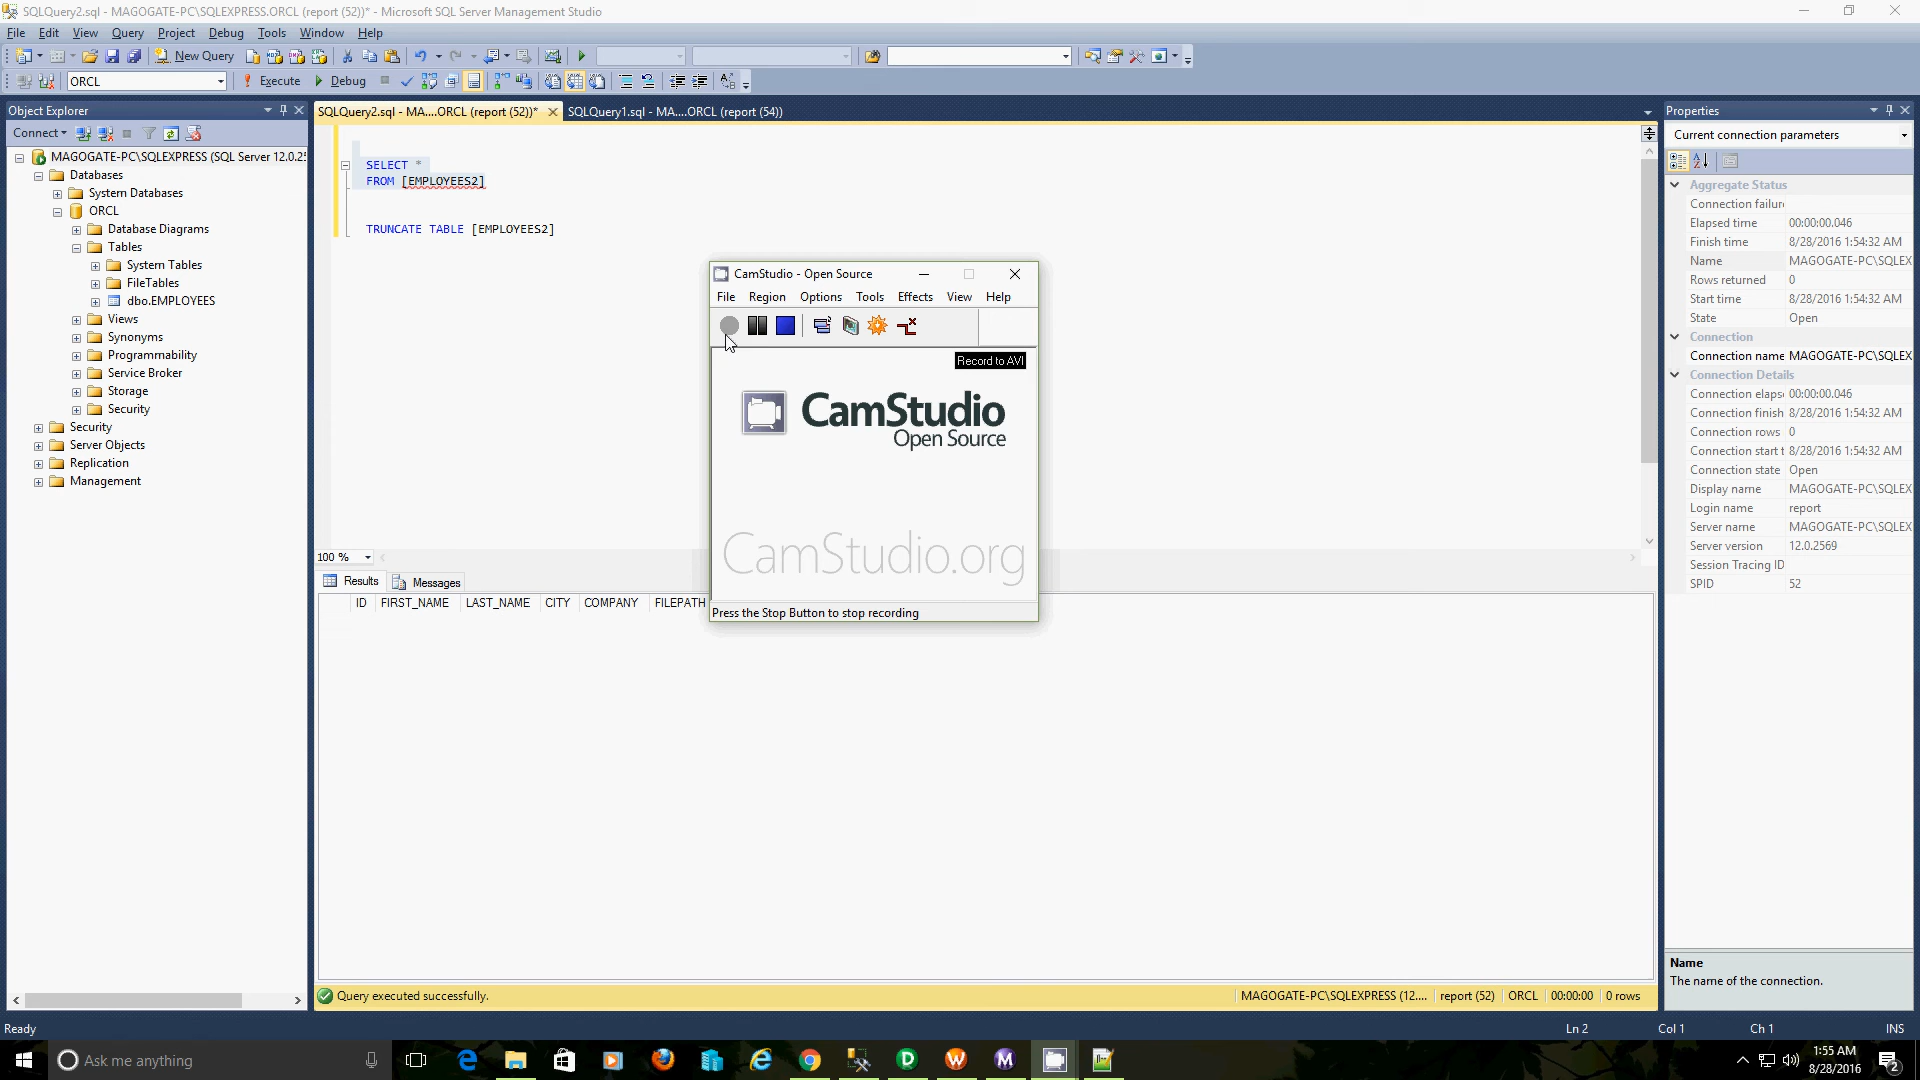 SQLQuery2.sql - MAGOGATE-PC\SQLEXPRESS.ORCL (report (52))* - Microsoft SQL Server Management Studio
File Edit View Query Project Debug Tools Window Help
New Query
ORCL Execute Debug
Object Explorer
Connect
MAGOGATE-PC\SQLEXPRESS (SQL Server 12.0.25
Databases
System Databases
ORCL
Database Diagrams
Tables
System Tables
FileTables
dbo.EMPLOYEES
Views
Synonyms
Programmability
Service Broker
Storage
Security
Security
Server Objects
Replication
Management
SQLQuery2.sql - MA....ORCL (report (52))* SQLQuery1.sql - MA....ORCL (report (54))
SELECT *
FROM [EMPLOYEES2]
TRUNCATE TABLE [EMPLOYEES2]
100 %
Results Messages
ID FIRST_NAME LAST_NAME CITY COMPANY FILEPATH
CamStudio - Open Source
File Region Options Tools Effects View Help
Record to AVI
CamStudio
Open Source
CamStudio.org
Press the Stop Button to stop recording
Query executed successfully. MAGOGATE-PC\SQLEXPRESS (12.... report (52) ORCL 00:00:00 0 rows
Properties
Current connection parameters
Aggregate Status
Connection failure
Elapsed time 00:00:00.046
Finish time 8/28/2016 1:54:32 AM
Name MAGOGATE-PC\SQLEX
Rows returned 0
Start time 8/28/2016 1:54:32 AM
State Open
Connection
Connection name MAGOGATE-PC\SQLEX
Connection Details
Connection elaps 00:00:00.046
Connection finish 8/28/2016 1:54:32 AM
Connection rows 0
Connection start t 8/28/2016 1:54:32 AM
Connection state Open
Display name MAGOGATE-PC\SQLEX
Login name report
Server name MAGOGATE-PC\SQLEX
Server version 12.0.2569
Session Tracing ID
SPID 52
Name
The name of the connection.
Ready Ln 2 Col 1 Ch 1 INS
Ask me anything
1:55 AM
8/28/2016
2